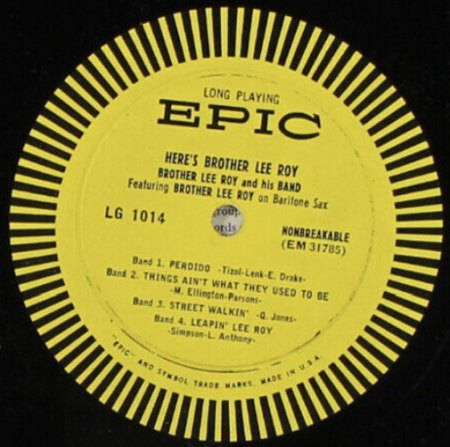 LONG PLAYING
EPIC
HERE'S BROTHER LEE ROY
BROTHER LEE ROY and his BAND
Featuring BROTHER LEE ROY on Baritone Sax
LG 1014
NONBREAKABLE
(EM 31785)
Band 1. PERDIDO -Tizol-Lenk-E. Drake-
Band 2. THINGS AIN'T WHAT THEY USED TO BE
-M. Ellington-Parsons-
Band 3. STREET WALKIN' -Q. Jones-
Band 4. LEAPIN' LEE ROY
-Simpson-L. Anthony-
"EPIC" AND SYMBOL TRADE MARKS. MADE IN U.S.A.